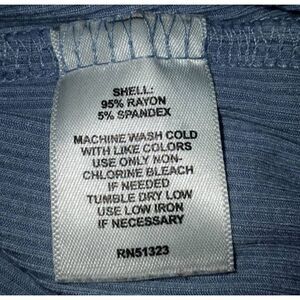 SHELL:
95% RAYON
5% SPANDEX
MACHINE WASH COLD
WITH LIKE COLORS
USE ONLY NON-
CHLORINE BLEACH
IF NEEDED
TUMBLE DRY LOW
USE LOW IRON
IF NECESSARY
RN51323